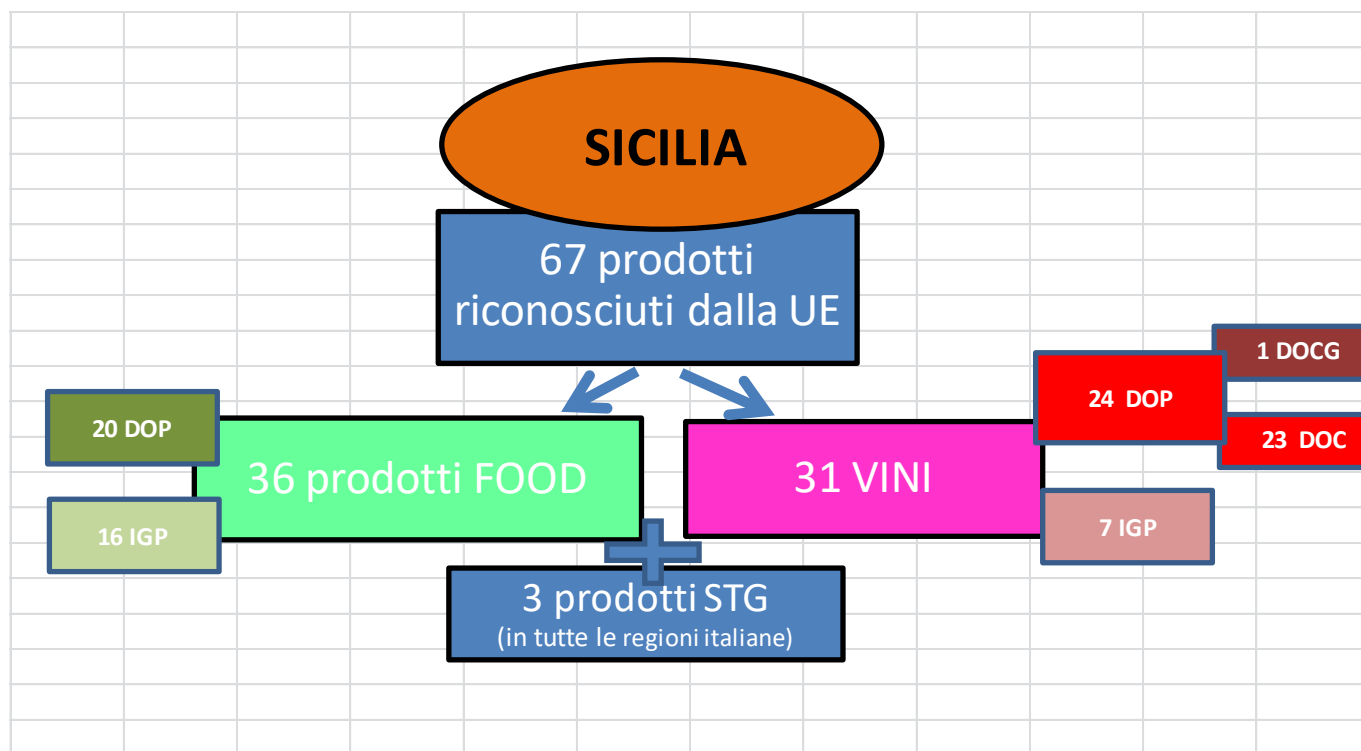 SICILIA
67 prodotti
riconosciuti dalla UE
1 DOCG
24 DOP
23 DOC
20 DOP
36 prodotti FOOD
31 VINI
16 IGP
7 IGP
3 prodotti STG
(in tutte le regioni italiane)